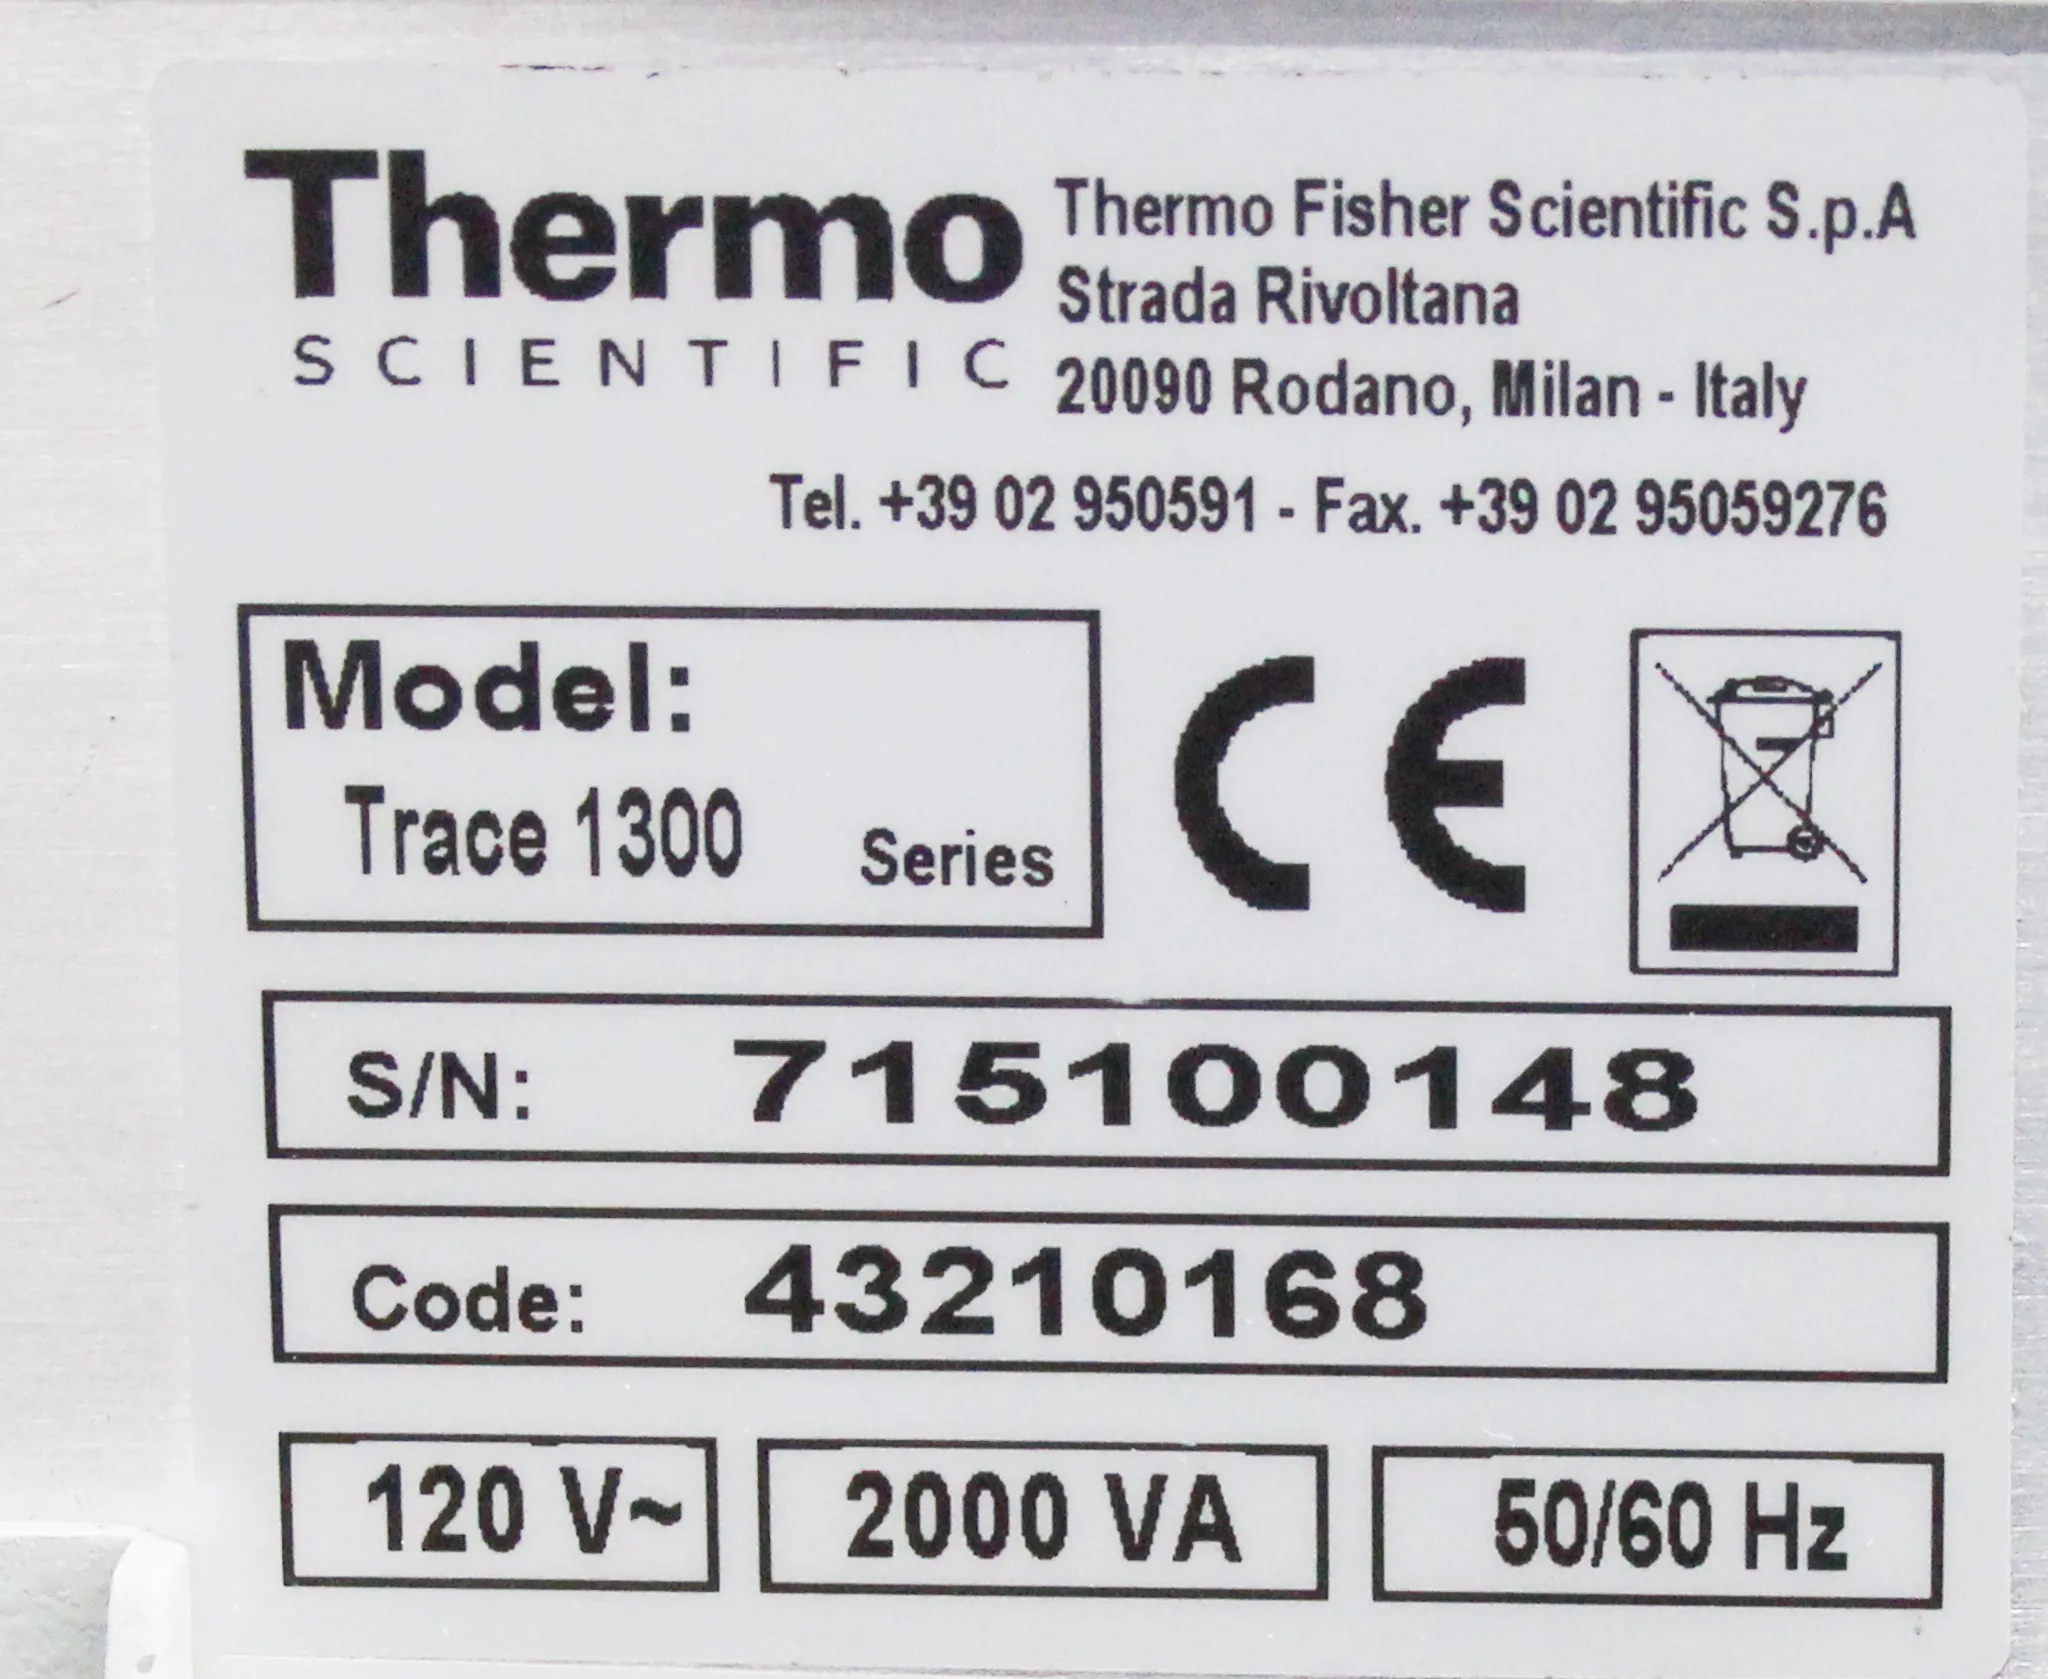 Thermo
SCIENTIFIC
Thermo Fisher Scientific S.p.A
Strada Rivoltana
20090 Rodano, Milan - Italy
Tel. +39 02 950591 - Fax. +39 02 95059276
Model:
Trace 1300 Series
CE
S/N: 715100148
Code: 43210168
120 V~
2000 VA
50/60 Hz